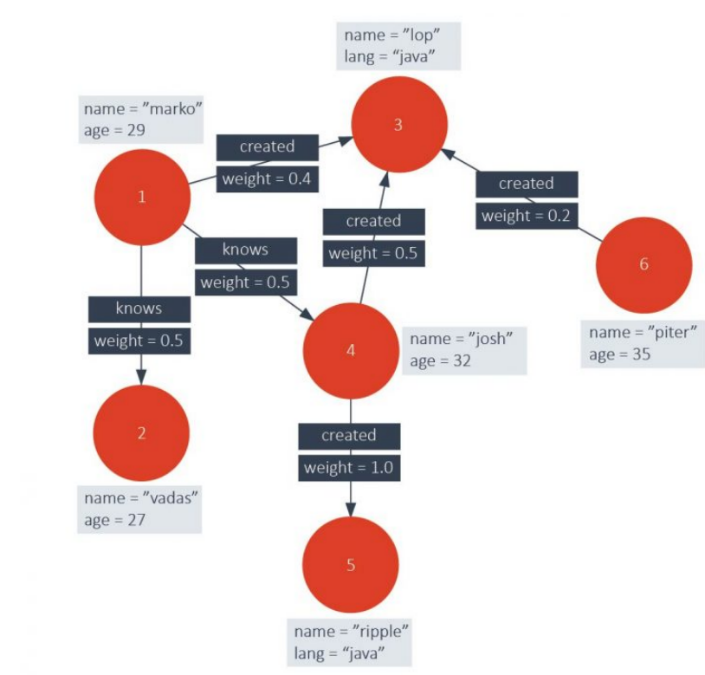 name = ”lop”
lang = “java”
3
name = ”marko”
age = 29
1
created
weight = 0.4
created
weight = 0.2
created
weight = 0.5
knows
weight = 0.5
6
name = ”piter”
age = 35
knows
weight = 0.5
4
name = ”josh”
age = 32
2
name = ”vadas”
age = 27
created
weight = 1.0
5
name = ”ripple”
lang = “java”